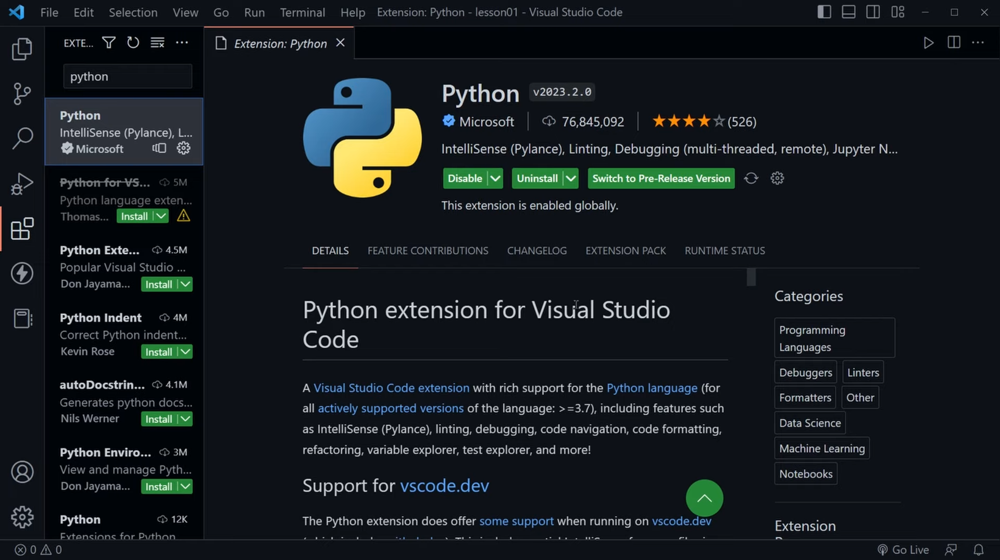 File Edit Selection View Go Run Terminal Help Extension: Python - lesson01 - Visual Studio Code
EXTE...
Extension: Python
python
Python
IntelliSense (Pylance), L...
Microsoft
Python for VS... 5M
Python language exten...
Thomas... Install
Python Exte... 4.5M
Popular Visual Studio ...
Don Jayama... Install
Python Indent 4M
Correct Python indent...
Kevin Rose Install
autoDocstrin... 4.1M
Generates python docs...
Nils Werner Install
Python Enviro... 3M
View and manage Pyth...
Don Jayama... Install
Python 12K
Extensions for Python
Python v2023.2.0
Microsoft 76,845,092 (526)
IntelliSense (Pylance), Linting, Debugging (multi-threaded, remote), Jupyter N...
Disable Uninstall Switch to Pre-Release Version
This extension is enabled globally.
DETAILS FEATURE CONTRIBUTIONS CHANGELOG EXTENSION PACK RUNTIME STATUS
Python extension for Visual Studio
Code
A Visual Studio Code extension with rich support for the Python language (for
all actively supported versions of the language: >=3.7), including features such
as IntelliSense (Pylance), linting, debugging, code navigation, code formatting,
refactoring, variable explorer, test explorer, and more!
Support for vscode.dev
The Python extension does offer some support when running on vscode.dev
Categories
Programming
Languages
Debuggers Linters
Formatters Other
Data Science
Machine Learning
Notebooks
Extension
0 0
Go Live